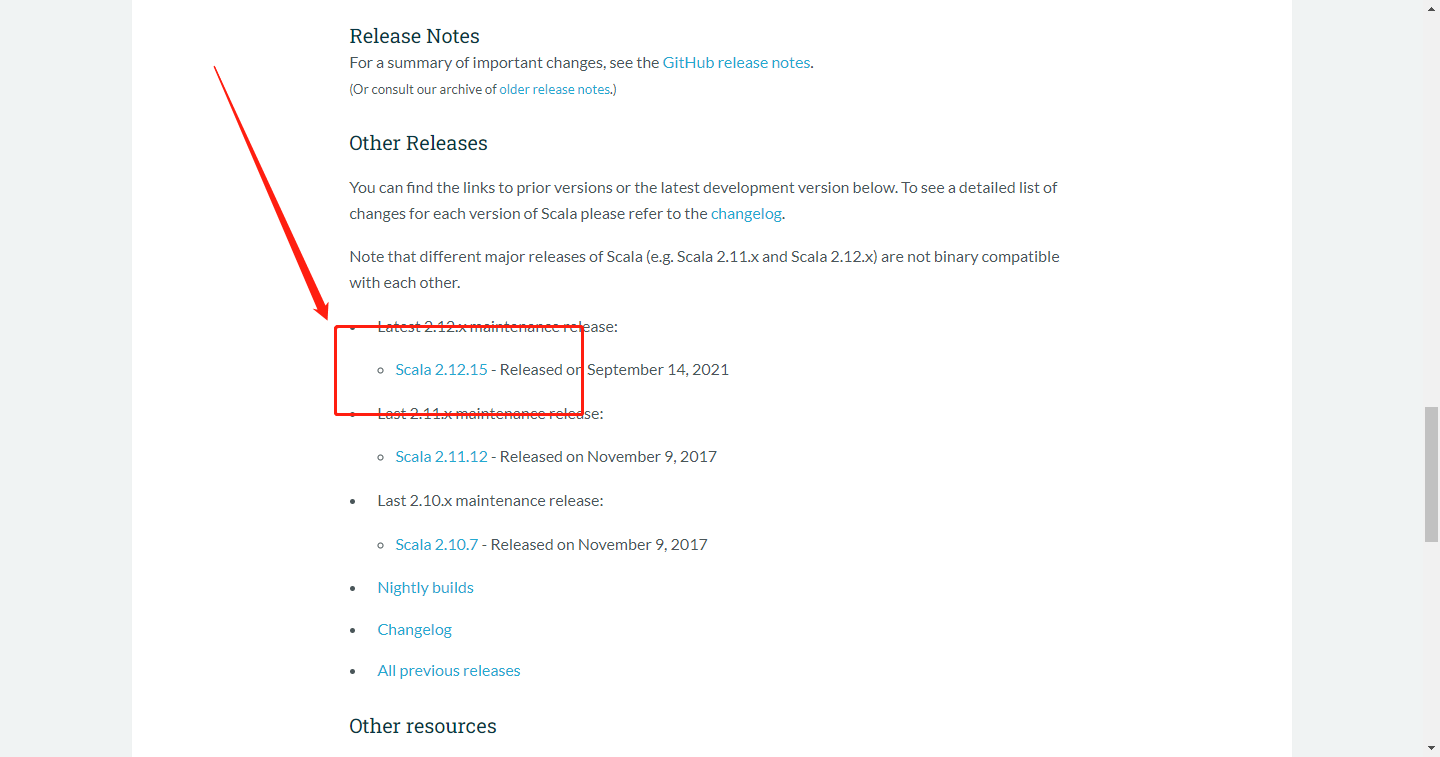 Release Notes
For a summary of important changes, see the GitHub release notes.
(Or consult our archive of older release notes.)
Other Releases
You can find the links to prior versions or the latest development version below. To see a detailed list of
changes for each version of Scala please refer to the changelog.
Note that different major releases of Scala (e.g. Scala 2.11.x and Scala 2.12.x) are not binary compatible
with each other.
Latest 2.12.x maintenance release:
Scala 2.12.15 - Released on September 14, 2021
Last 2.11.x maintenance release:
Scala 2.11.12 - Released on November 9, 2017
Last 2.10.x maintenance release:
Scala 2.10.7 - Released on November 9, 2017
Nightly builds
Changelog
All previous releases
Other resources